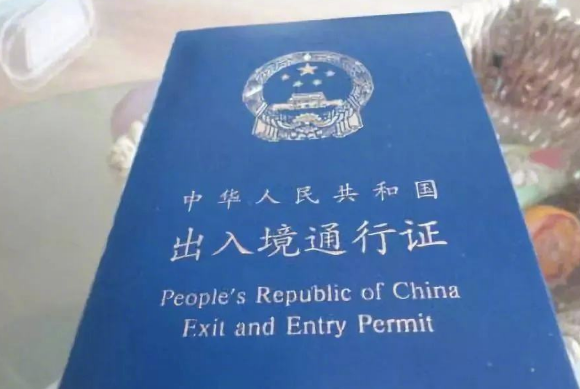 中华人民共和国
出入境通行证
People's Republic of China
Exit and Entry Permit